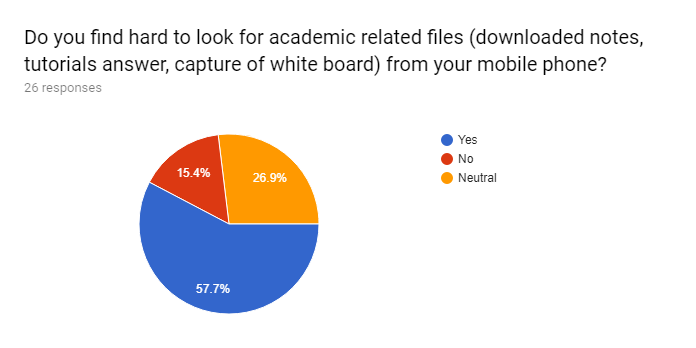 Do you find hard to look for academic related files (downloaded notes,
tutorials answer, capture of white board) from your mobile phone?
26 responses
Yes
No
Neutral
15.4%
26.9%
57.7%